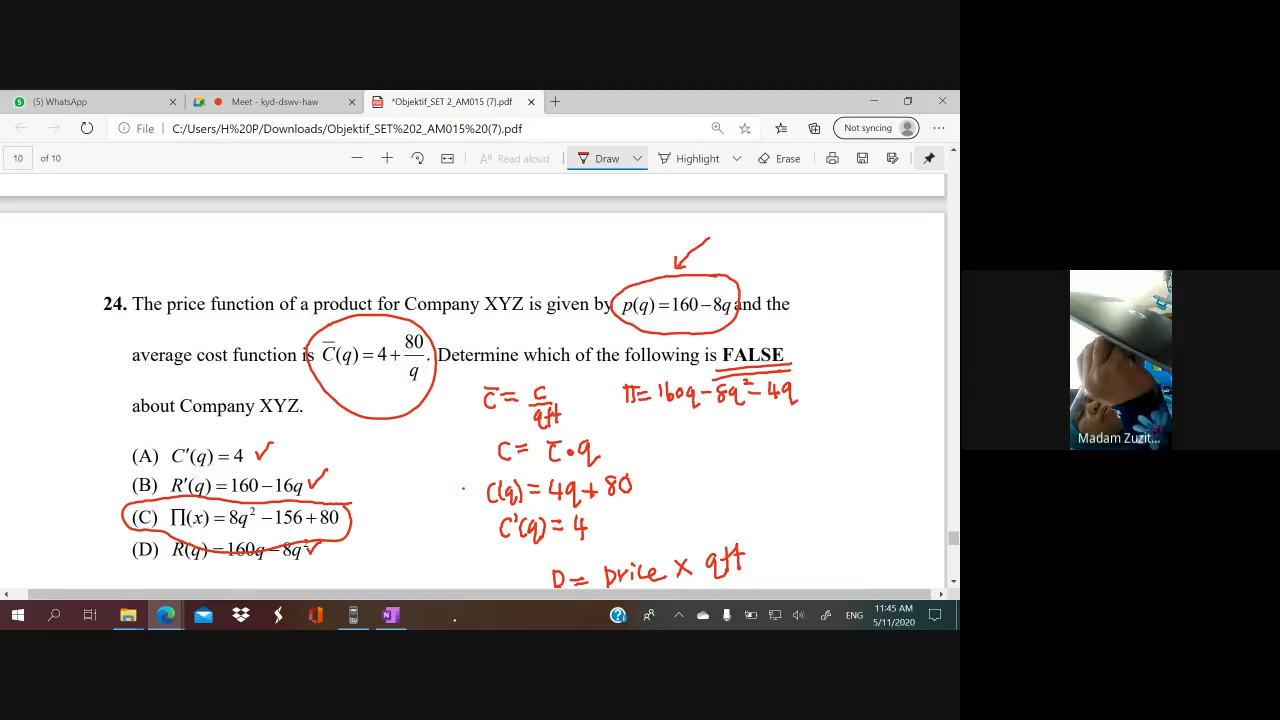 (5) WhatsApp
Meet - kyd-dswv-haw
*Objektif_SET 2_AM015 (7).pdf
File
C:/Users/H%20P/Downloads/Objektif_SET%202_AM015%20(7).pdf
Not syncing
10 of 10
Read aloud
Draw
Highlight
Erase
24. The price function of a product for Company XYZ is given by p(q) = 160 − 8q and the
average cost function is C̅(q) = 4 + 80/q. Determine which of the following is FALSE
about Company XYZ.
(A) C′(q) = 4 ✓
(B) R′(q) = 160 − 16q ✓
(C) ∏(x) = 8q² − 156 + 80
(D) R(q) = 160q − 8q² ✓
C̅ = C/qtt
C = C̅ • q
C(q) = 4q + 80
C'(q) = 4
R = price × qtt
π = 160q − 8q² − 4q
Madam Zuzit...
ENG
11:45 AM
5/11/2020